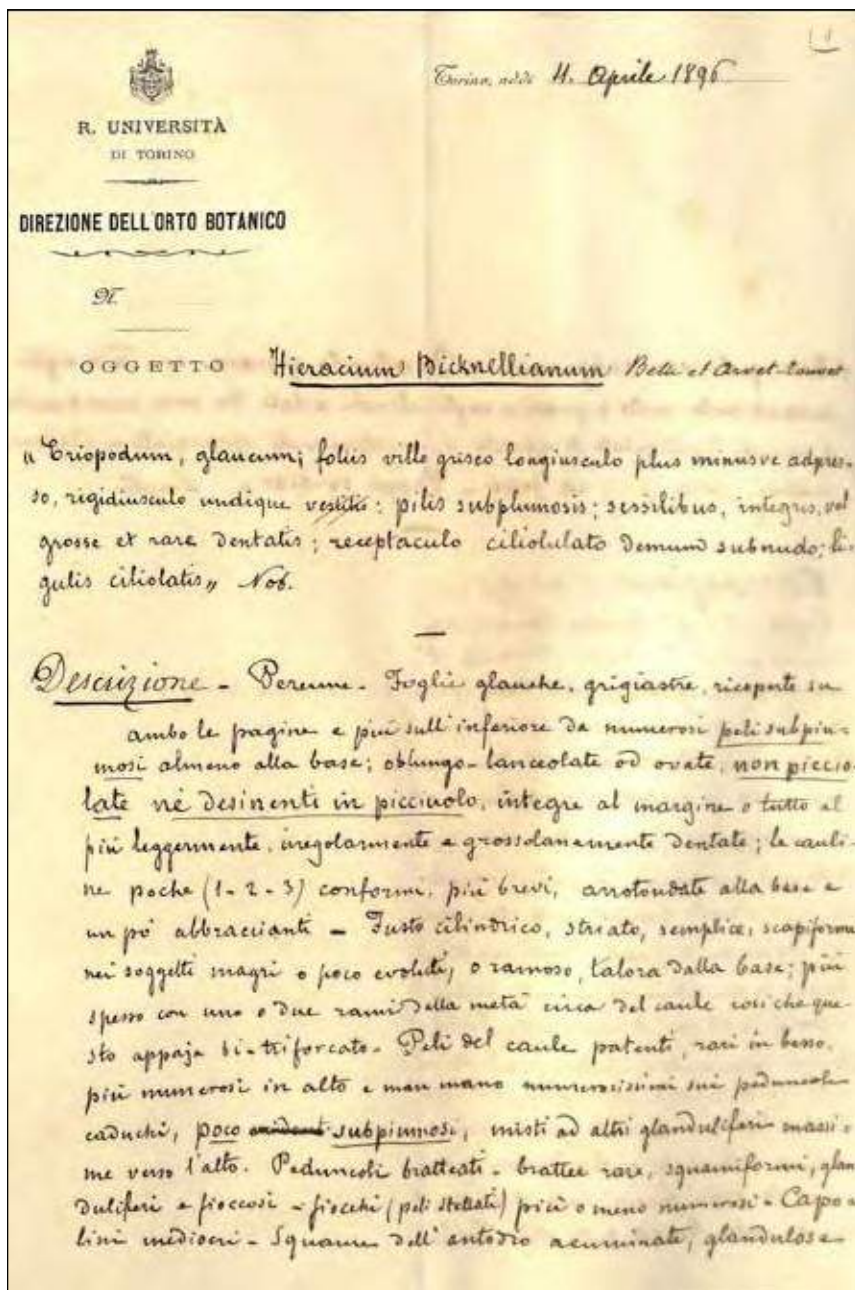 Torino, addì 4. Aprile 1896
R. UNIVERSITÀ
DI TORINO
DIREZIONE DELL'ORTO BOTANICO
N.
OGGETTO Hieracium Bicknellianum Belli et Arvet-Touvet
„ Eriopodum, glaucum; foliis villo griseo longiusculo plus minusve adpres-
so, rigidiusculo undique vestitis: pilis subplumosis; sessilibus, integris, vel
grosse et rare dentatis; receptaculo ciliolulato demum subnudo; li-
gulis ciliolatis„ Nob.
Descrizione - Perenne - Foglie glauche, grigiastre, ricoperte su
ambo le pagine e più sull'inferiore da numerosi peli subpiu-
mosi almeno alla base; oblungo-lanceolate od ovate, non piccio-
late nè desinenti in picciuolo, integre al margine o tutto al
più leggermente, irregolarmente e grossolanamente dentate; le cauli-
ne poche (1-2-3) conformi, più brevi, arrotondate alla base e
un pò abbraccianti - Fusto cilindrico, striato, semplice, scapiforme
nei soggetti magri o poco evoluti, o ramoso, talora dalla base; più
spesso con uno o due rami dalla metà circa del caule così che que-
sto appaja bi-triforcato - Peli del caule patenti, rari in basso,
più numerosi in alto e man mano numerosissimi sui peduncoli
caduchi, poco subpiumosi, misti ad altri glanduliferi massi-
me verso l'alto. Peduncoli bratteati - brattee rare, squamiformi, glan
duliferi e fioccosi - fiocchi (peli stellati) più o meno numerosi - Capo-
lini mediocri - Squame dell'antodio acuminate, glandulose